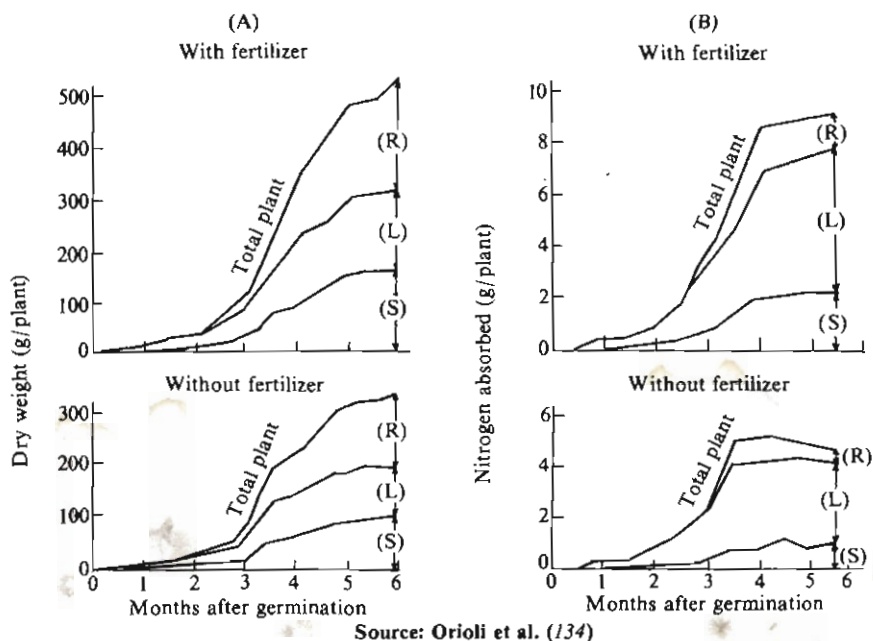 (A)
With fertilizer
500
400
300
200
100
0
Total plant
(R)
(L)
(S)
Without fertilizer
300
200
100
0
Total plant
(R)
(L)
(S)
0 1 2 3 4 5 6
Months after germination
Dry weight (g/plant)
(B)
With fertilizer
10
8
6
4
2
0
Total plant
(R)
(L)
(S)
Without fertilizer
6
4
2
0
Total plant
(R)
(L)
(S)
0 1 2 3 4 5 6
Months after germination
Nitrogen absorbed (g/plant)
Source: Orioli et al. (134)